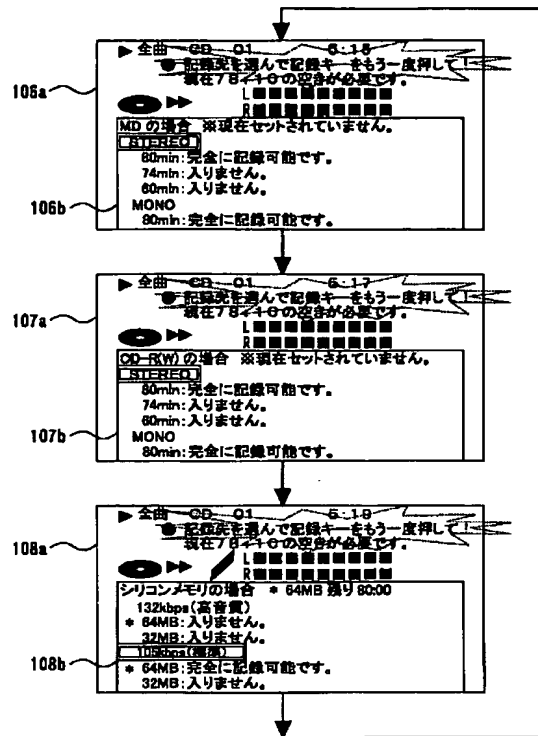 ▶ 全曲 CD 01 5:15
● 記録先を選んで記録キーをもう一度押して!
現在78:10の空きが必要です。
106a
L
R
MD の場合 ※現在セットされていません。
STEREO
80min:完全に記録可能です。
74min:入りません。
60min:入りません。
106b
MONO
80min:完全に記録可能です。
▶ 全曲 CD 01 5:17
● 記録先を選んで記録キーをもう一度押して!
現在78:10の空きが必要です。
107a
L
R
CD-R(W) の場合 ※現在セットされていません。
STEREO
80min:完全に記録可能です。
74min:入りません。
60min:入りません。
107b
MONO
80min:完全に記録可能です。
▶ 全曲 CD 01 5:19
● 記録先を選んで記録キーをもう一度押して!
現在78:10の空きが必要です。
108a
L
R
シリコンメモリの場合 * 64MB 残り 80:00
132kbps(高音質)
* 64MB:入りません。
32MB:入りません。
105kbps(標準)
108b
* 64MB:完全に記録可能です。
32MB:入りません。